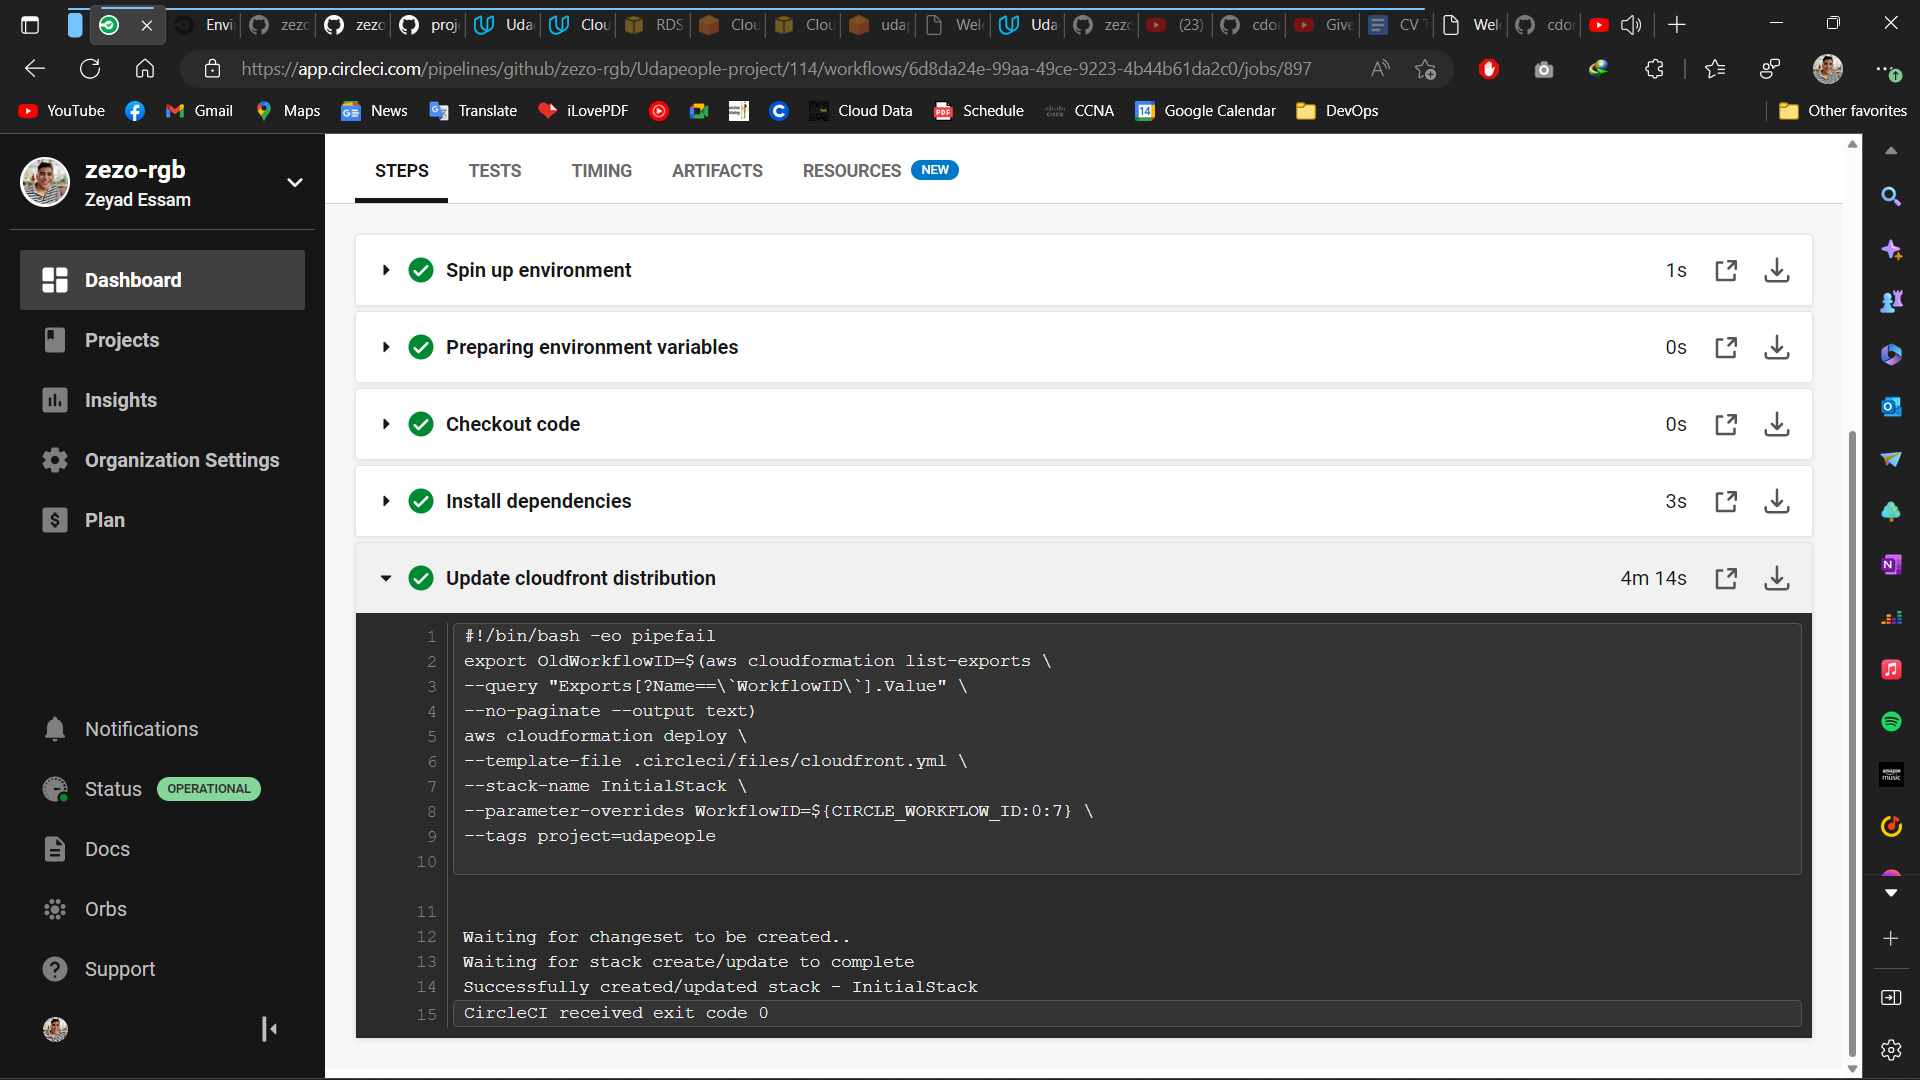 Envi
zezo
zezo
proj
Uda
Clou
RDS
Clou
Clou
udap
Welc
Uda
zezo
(23)
cdon
Give
CV T
Wel
cdon
https://app.circleci.com/pipelines/github/zezo-rgb/Udapeople-project/114/workflows/6d8da24e-99aa-49ce-9223-4b44b61da2c0/jobs/897
YouTube
Gmail
Maps
News
Translate
iLovePDF
Cloud Data
Schedule
CCNA
Google Calendar
DevOps
Other favorites
zezo-rgb
Zeyad Essam
Dashboard
Projects
Insights
Organization Settings
Plan
Notifications
Status OPERATIONAL
Docs
Orbs
Support
STEPS TESTS TIMING ARTIFACTS RESOURCES NEW
Spin up environment 1s
Preparing environment variables 0s
Checkout code 0s
Install dependencies 3s
Update cloudfront distribution 4m 14s
1 #!/bin/bash -eo pipefail
2 export OldWorkflowID=$(aws cloudformation list-exports \
3 --query "Exports[?Name==\`WorkflowID\`].Value" \
4 --no-paginate --output text)
5 aws cloudformation deploy \
6 --template-file .circleci/files/cloudfront.yml \
7 --stack-name InitialStack \
8 --parameter-overrides WorkflowID=${CIRCLE_WORKFLOW_ID:0:7} \
9 --tags project=udapeople
10
11
12 Waiting for changeset to be created..
13 Waiting for stack create/update to complete
14 Successfully created/updated stack - InitialStack
15 CircleCI received exit code 0